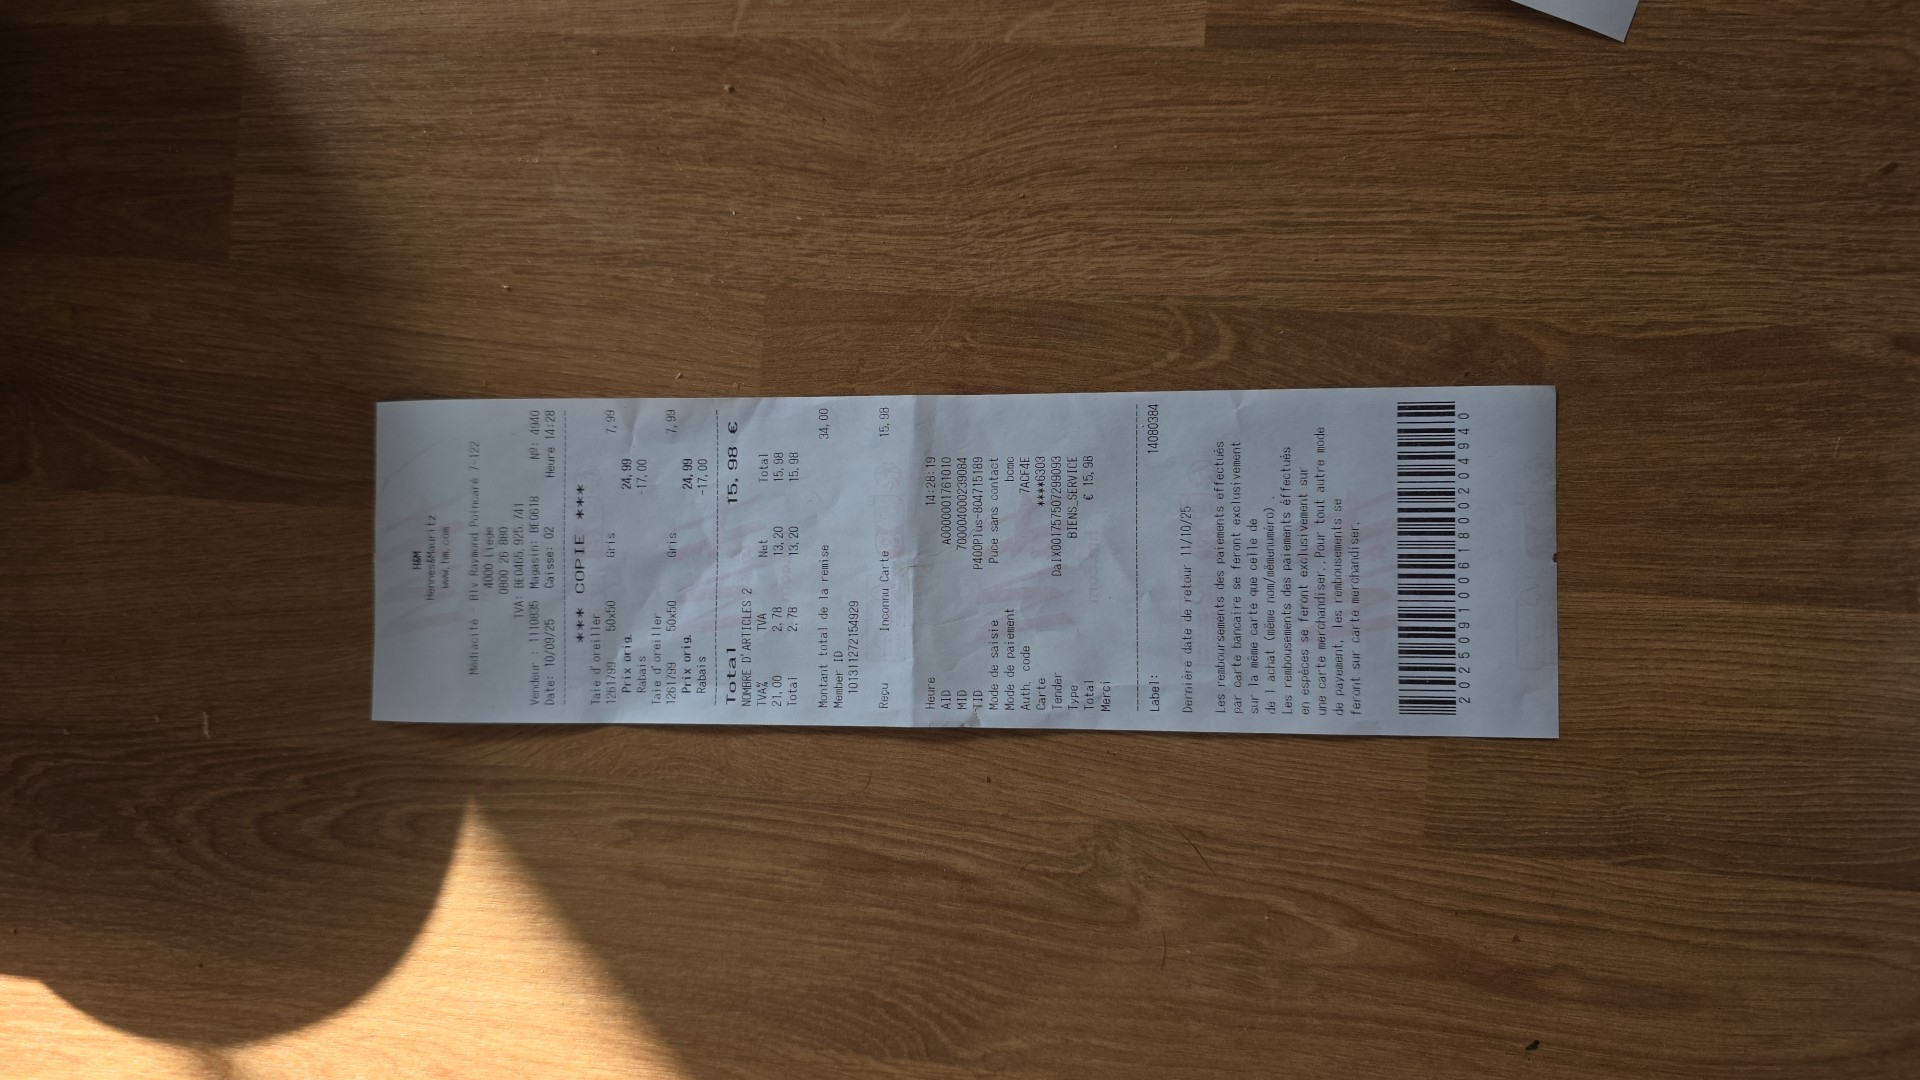 H&M
Hennes&Mauritz
www.hm.com
Médiacité - Blv Raymond Poincaré 7-122
4000 Liege
0800 26 880
TVA: BE0465.025.741
Vendeur : 1110835 Magasin: BE0618 Nº: 4940
Date: 10/09/25 Caisse: 02 Heure 14:28
*** COPIE ***
Taie d'oreiller
1261799 50x50 Gris 7,99
Prix orig. 24,99
Rabais -17,00
Taie d'oreiller
1261799 50x50 Gris 7,99
Prix orig. 24,99
Rabais -17,00
Total 15,98 €
NOMBRE D'ARTICLES 2
TVA% TVA Net Total
21,00 2,78 13,20 15,98
Total 2,78 13,20 15,98
Montant total de la remise 34,00
Member ID
1013112721549​29
Reçu Inconnu Carte 15,98
Heure 14:28:19
AID A0000001761010
MID 7000400023​9084
TID P400Plus-804715189
Mode de saisie Puce sans contact
Mode de paiement bcmc
Auth. code 7ACF4E
Carte ****6303
Tender DaIX001757507299093
Type BIENS_SERVICE
Total € 15,98
Merci
Label: 14080384
Dernière date de retour 11/10/25
Les remboursements des paiements effectués
par carte bancaire se feront exclusivement
sur la même carte que celle de
de l achat (même nom/mêmenuméro).
Les rembousements des paiements éffectués
en espèces se feront exclusivement sur
une carte merchandiser..Pour tout autre mode
de payement, les remboursements se
feront sur carte merchandiser.
20250910061800204940